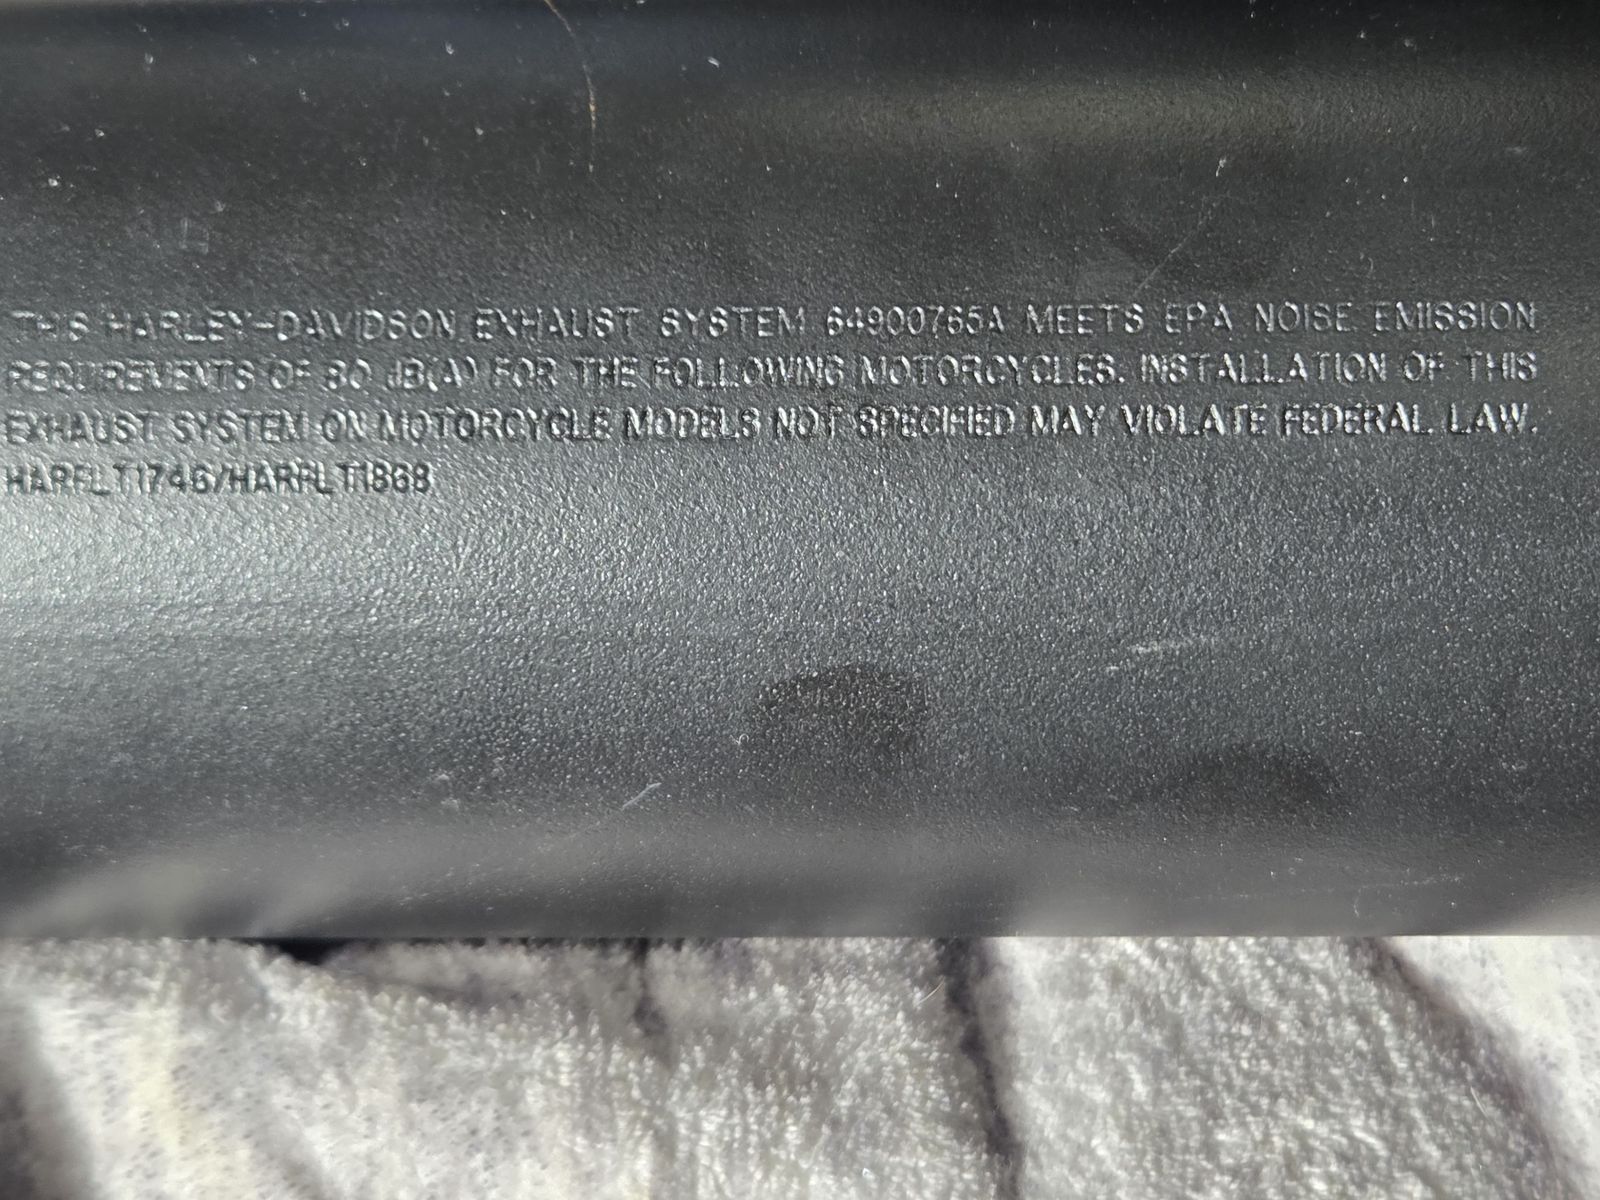 THIS HARLEY-DAVIDSON EXHAUST SYSTEM 64900765A MEETS EPA NOISE EMISSION
REQUIREMENTS OF 80 dB(A) FOR THE FOLLOWING MOTORCYCLES. INSTALLATION OF THIS
EXHAUST SYSTEM ON MOTORCYCLE MODELS NOT SPECIFIED MAY VIOLATE FEDERAL LAW.
HARFLT1746/HARFLT1868